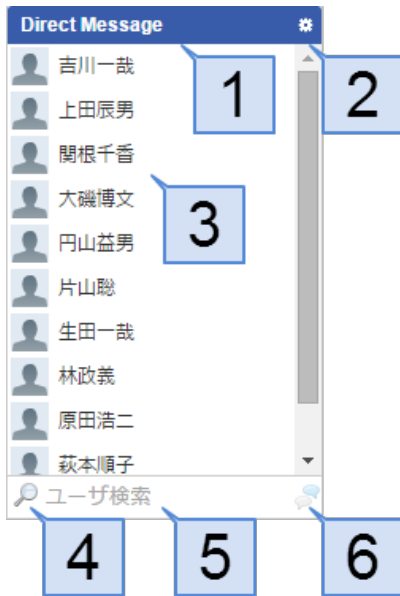 Direct Message
吉川一哉
1
2
上田辰男
関根千香
大磯博文
3
円山益男
片山聡
生田一哉
林政義
原田浩二
萩本順子
ユーザ検索
4
5
6